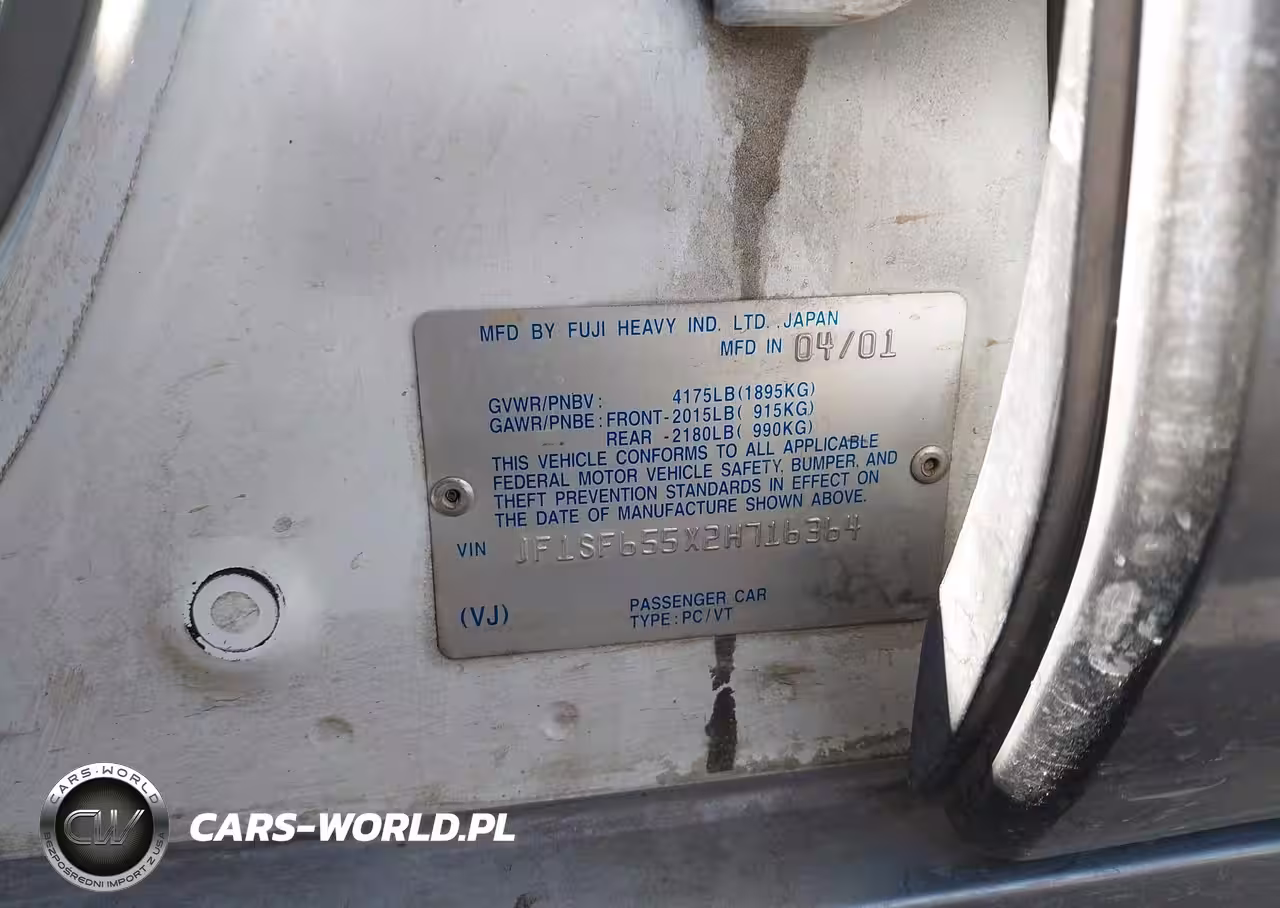 MFD BY FUJI HEAVY IND. LTD. JAPAN
MFD IN 04/01
GVWR/PNBV: 4175LB(1895KG)
GAWR/PNBE: FRONT-2015LB( 915KG)
REAR -2180LB( 990KG)
THIS VEHICLE CONFORMS TO ALL APPLICABLE
FEDERAL MOTOR VEHICLE SAFETY, BUMPER, AND
THEFT PREVENTION STANDARDS IN EFFECT ON
THE DATE OF MANUFACTURE SHOWN ABOVE.
VIN JF1SF655X2H716364
(VJ)
PASSENGER CAR
TYPE: PC/VT
CARS-WORLD
CW
BEZPOŚREDNI IMPORT Z USA
CARS-WORLD.PL